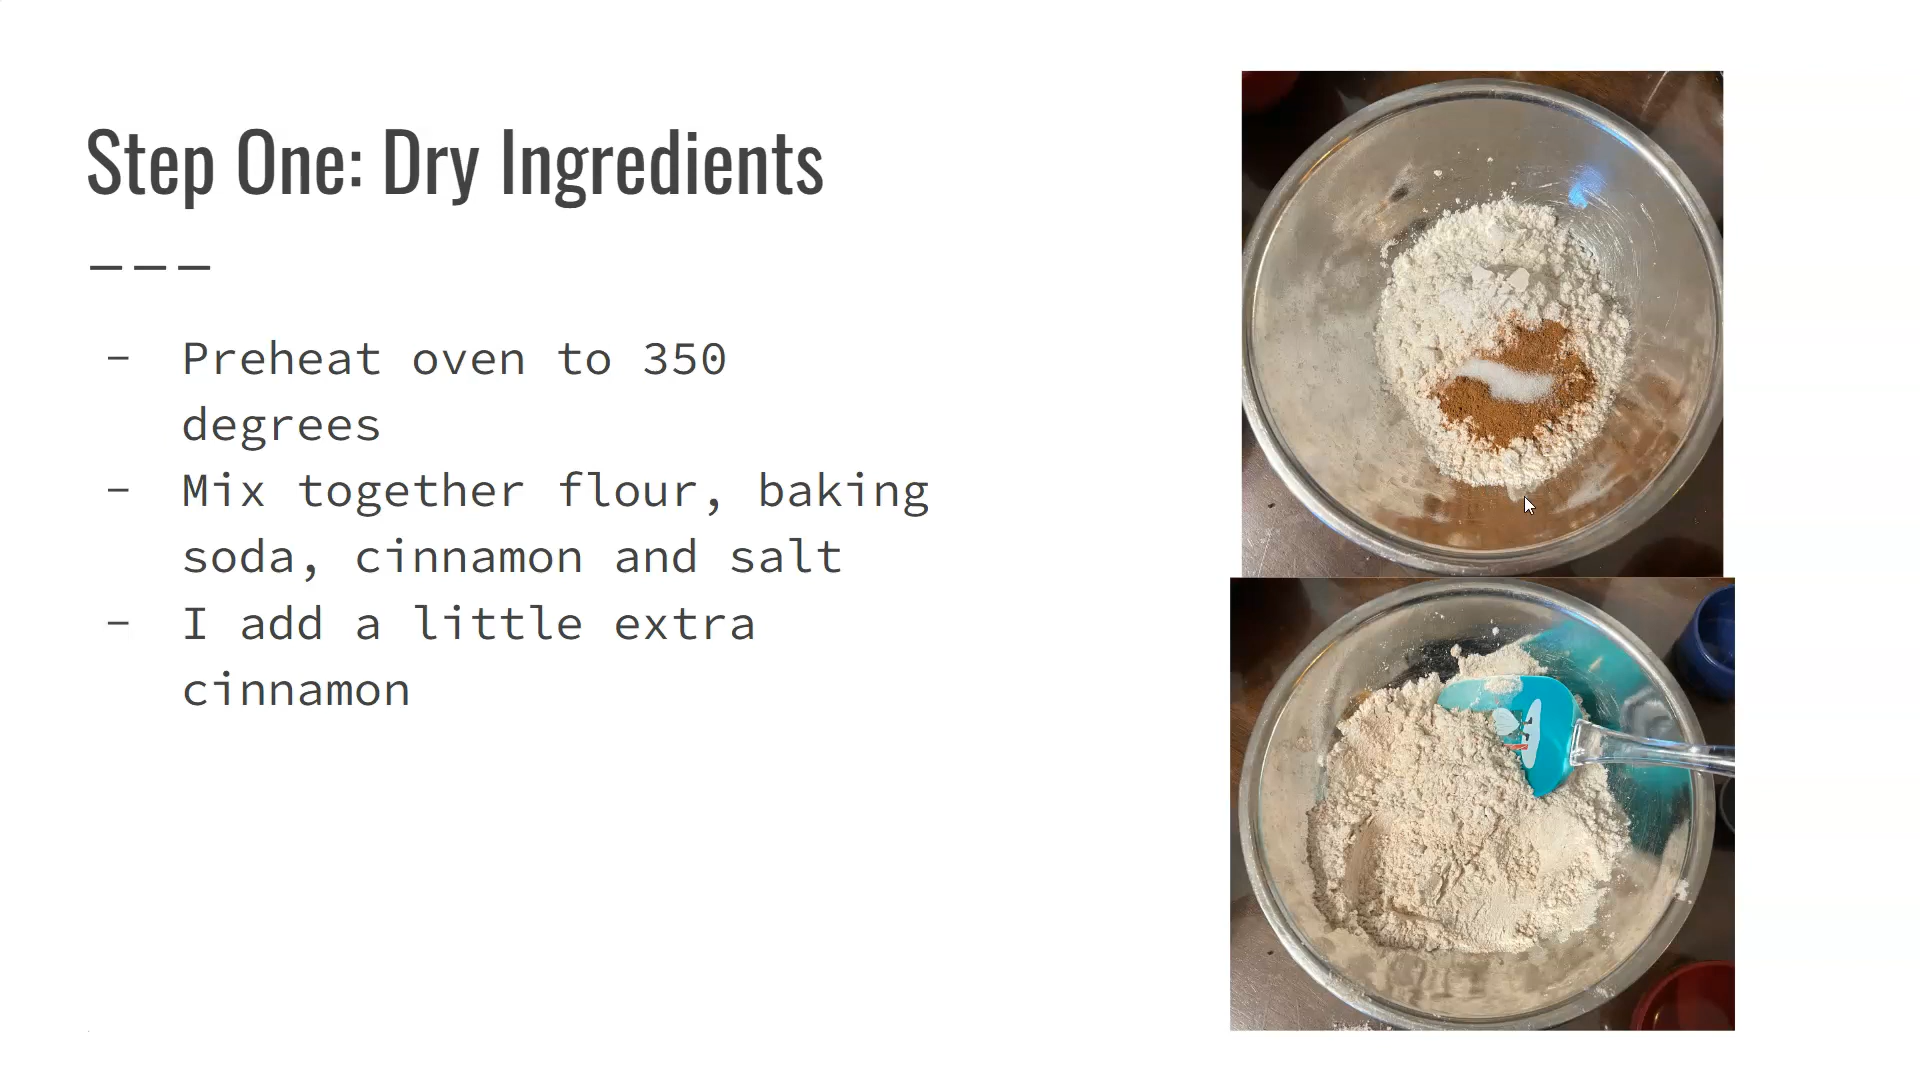 Step One: Dry Ingredients
– Preheat oven to 350
degrees
– Mix together flour, baking
soda, cinnamon and salt
– I add a little extra
cinnamon